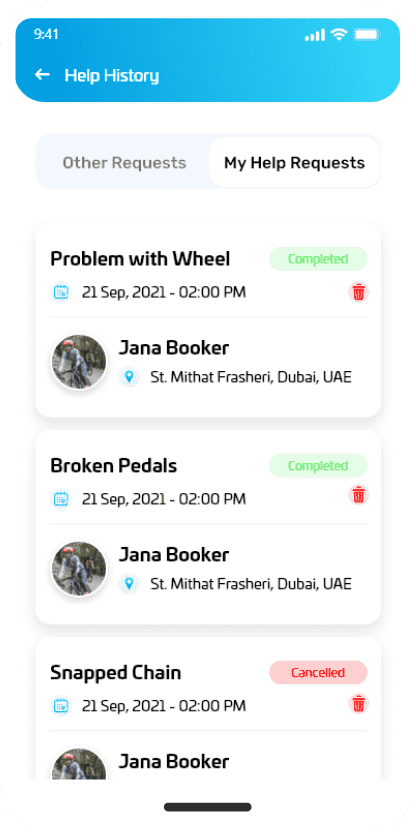 9:41
Help History
Other Requests
My Help Requests
Problem with Wheel
Completed
21 Sep, 2021 - 02:00 PM
Jana Booker
St. Mithat Frasheri, Dubai, UAE
Broken Pedals
Completed
21 Sep, 2021 - 02:00 PM
Jana Booker
St. Mithat Frasheri, Dubai, UAE
Snapped Chain
Cancelled
21 Sep, 2021 - 02:00 PM
Jana Booker